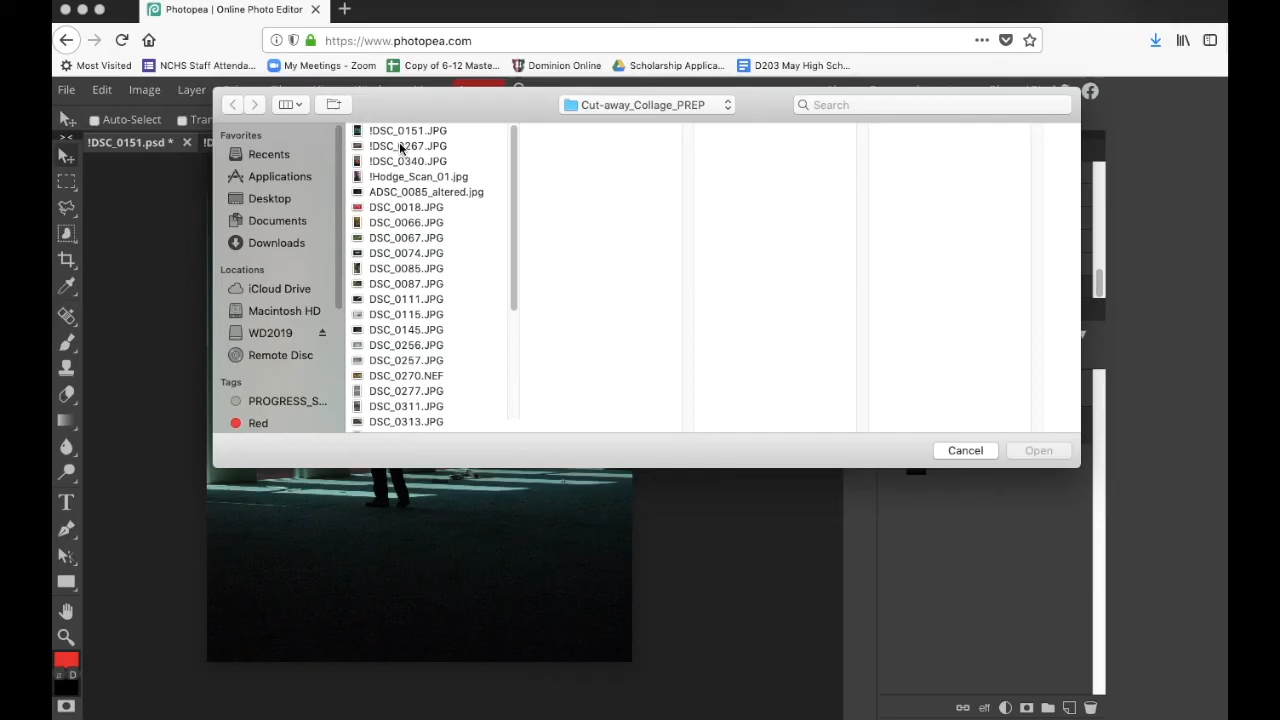 Photopea | Online Photo Editor
https://www.photopea.com
Most Visited
NCHS Staff Attenda...
My Meetings - Zoom
Copy of 6-12 Maste...
Dominion Online
Scholarship Applica...
D203 May High Sch...
File
Edit
Image
Layer
Auto-Select
!DSC_0151.psd *
Cut-away_Collage_PREP
Search
Favorites
Recents
Applications
Desktop
Documents
Downloads
Locations
iCloud Drive
Macintosh HD
WD2019
Remote Disc
Tags
PROGRESS_S...
Red
!DSC_0151.JPG
!DSC_0267.JPG
!DSC_0340.JPG
!Hodge_Scan_01.jpg
ADSC_0085_altered.jpg
DSC_0018.JPG
DSC_0066.JPG
DSC_0067.JPG
DSC_0074.JPG
DSC_0085.JPG
DSC_0087.JPG
DSC_0111.JPG
DSC_0115.JPG
DSC_0145.JPG
DSC_0256.JPG
DSC_0257.JPG
DSC_0270.NEF
DSC_0277.JPG
DSC_0311.JPG
DSC_0313.JPG
Cancel
Open
D
eff